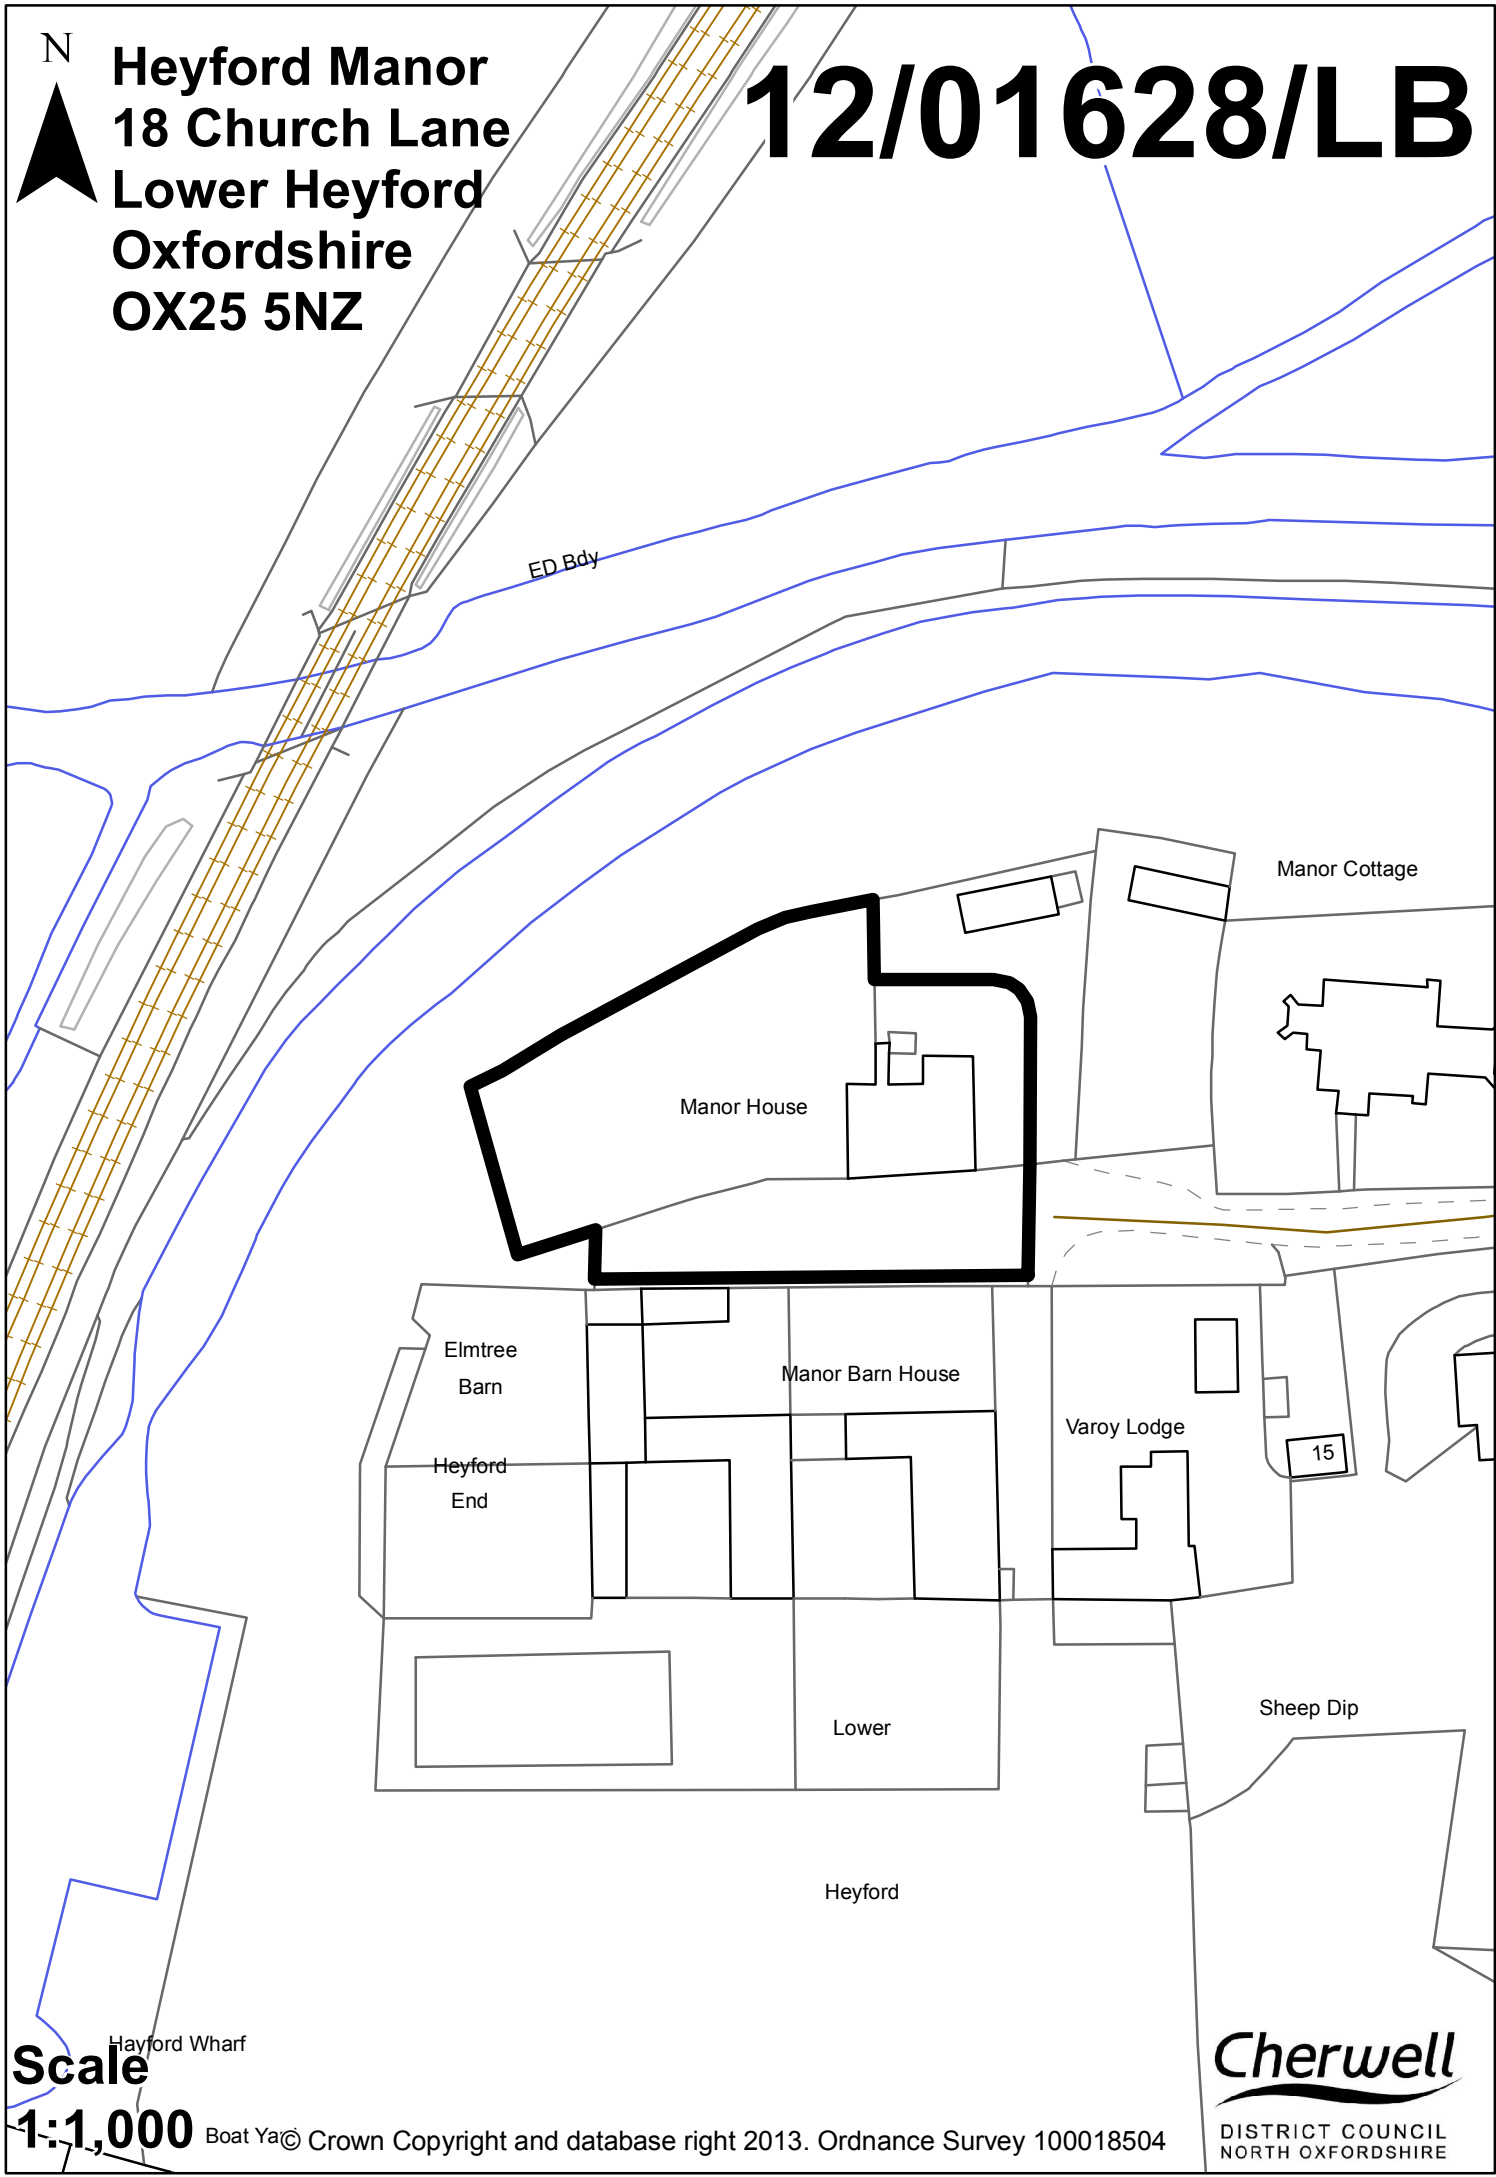 N
Heyford Manor
18 Church Lane
Lower Heyford
Oxfordshire
OX25 5NZ
12/01628/LB
ED Bdy
Manor Cottage
Manor House
Elmtree
Barn
Manor Barn House
Varoy Lodge
15
Heyford
End
Lower
Sheep Dip
Heyford
Hayford Wharf
Scale
1:1,000
Boat Ya
© Crown Copyright and database right 2013. Ordnance Survey 100018504
Cherwell
DISTRICT COUNCIL
NORTH OXFORDSHIRE